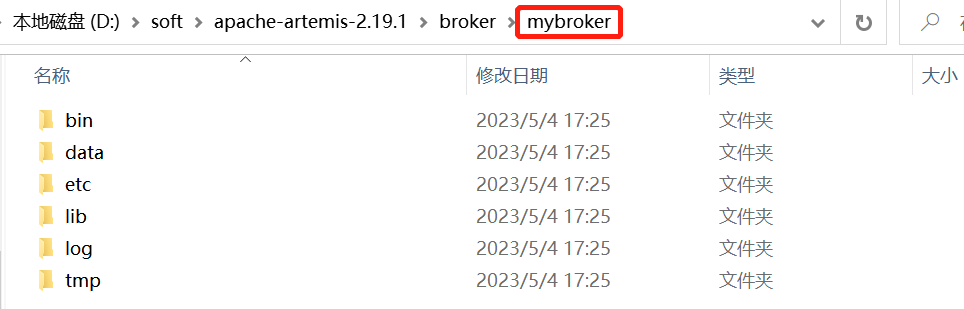 本地磁盘 (D:) › soft › apache-artemis-2.19.1 › broker › mybroker
名称 修改日期 类型 大小
bin 2023/5/4 17:25 文件夹
data 2023/5/4 17:25 文件夹
etc 2023/5/4 17:25 文件夹
lib 2023/5/4 17:25 文件夹
log 2023/5/4 17:25 文件夹
tmp 2023/5/4 17:25 文件夹